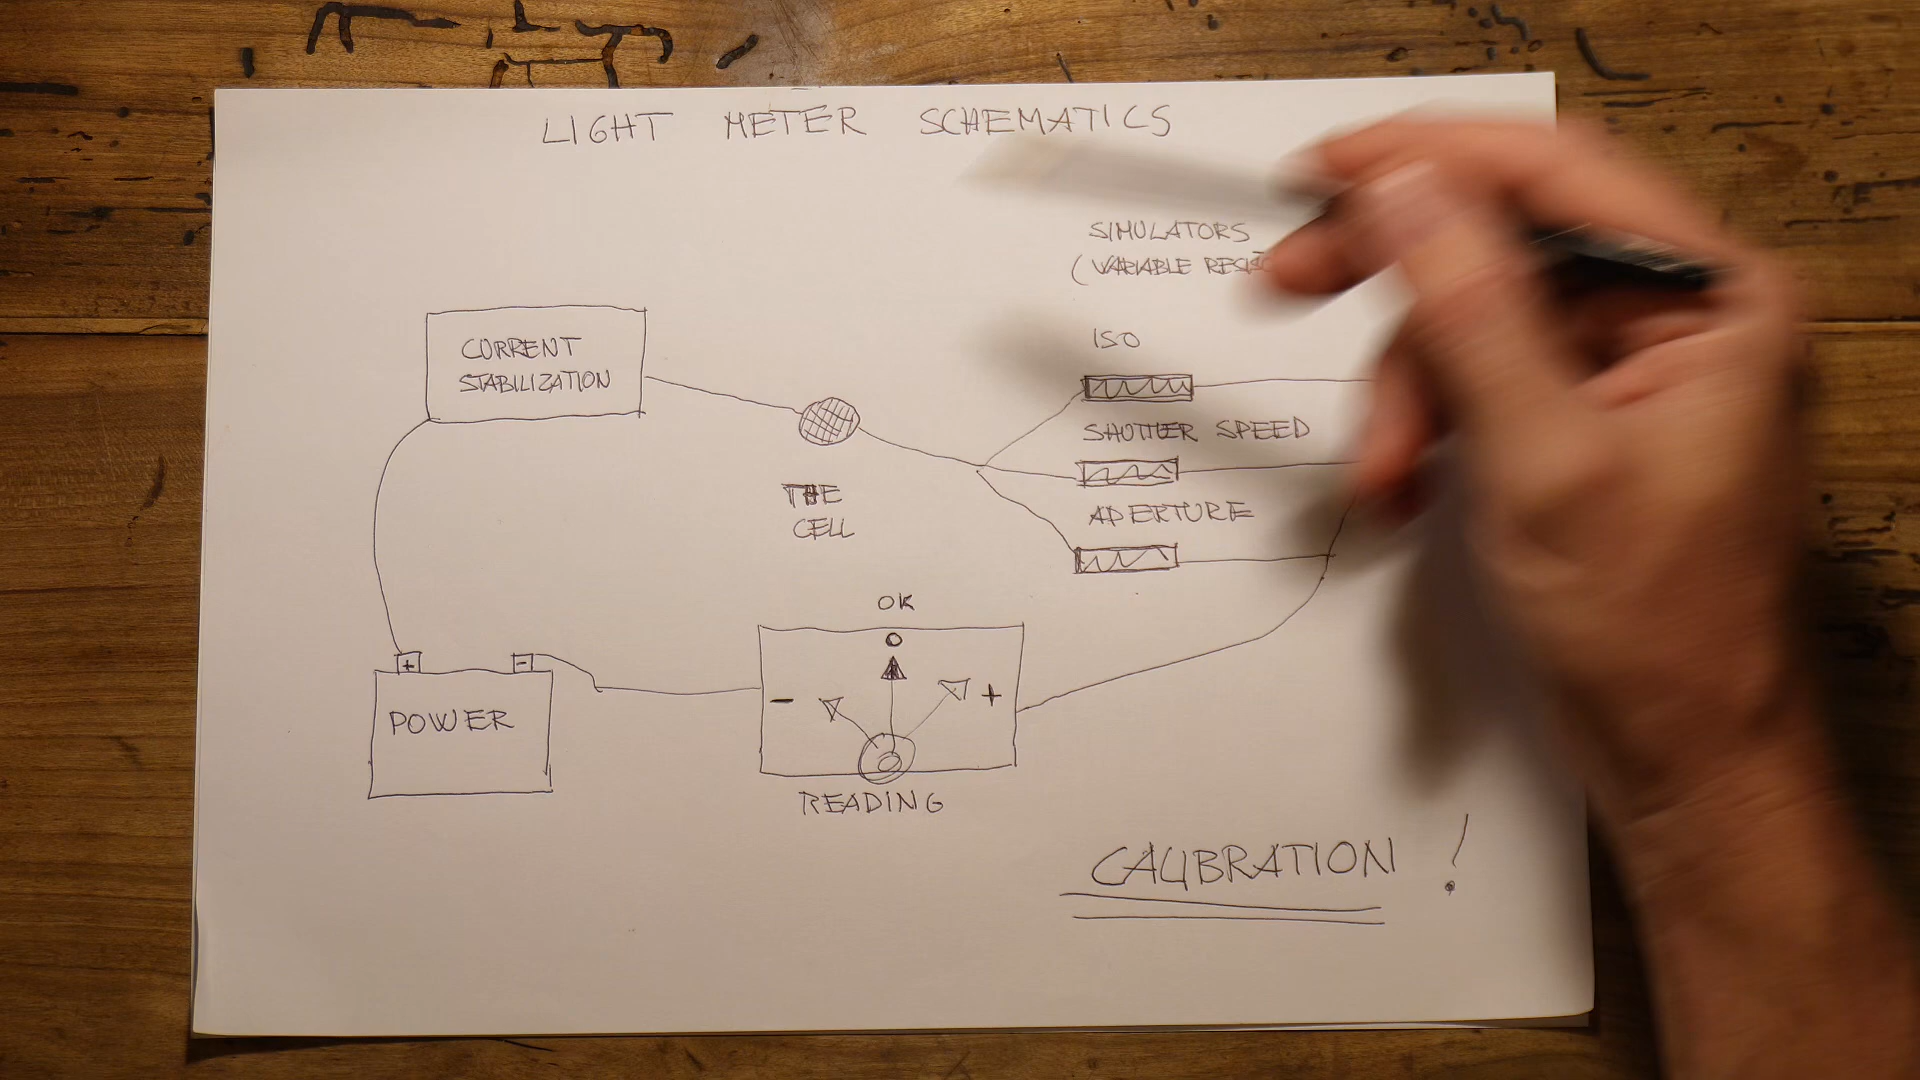 LIGHT METER SCHEMATICS
SIMULATORS
(VARIABLE
ISO
CURRENT
STABILIZATION
SHUTTER SPEED
THE
CELL
APERTURE
OK
O
+
-
POWER
- +
READING
CALIBRATION !